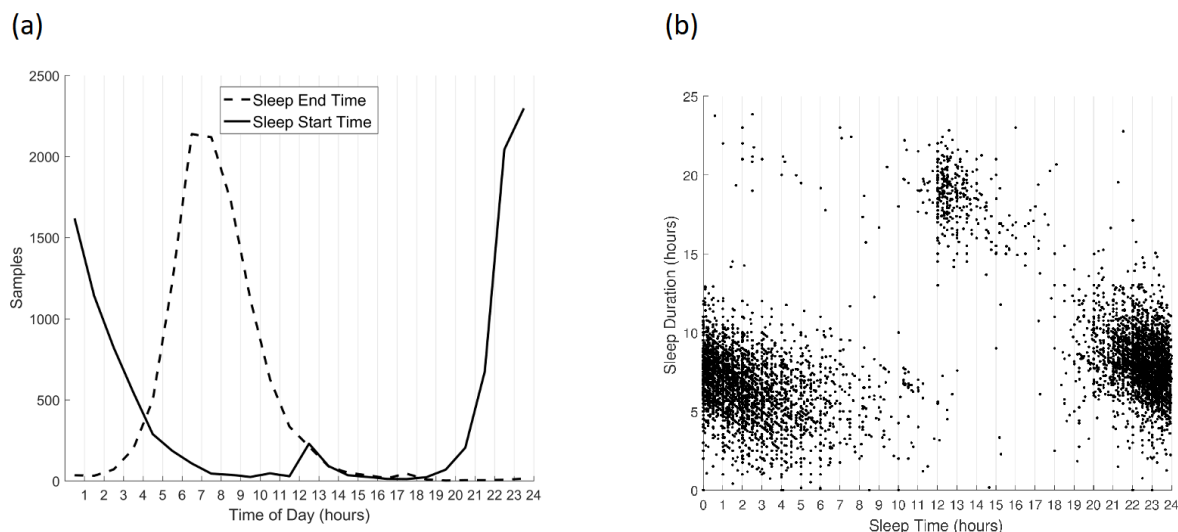 (a)
(b)
2500
2000
1500
1000
500
0
Samples
Sleep End Time
Sleep Start Time
1 2 3 4 5 6 7 8 9 10 11 12 13 14 15 16 17 18 19 20 21 22 23 24
Time of Day (hours)
25
20
15
10
5
0
Sleep Duration (hours)
0 1 2 3 4 5 6 7 8 9 10 11 12 13 14 15 16 17 18 19 20 21 22 23 24
Sleep Time (hours)